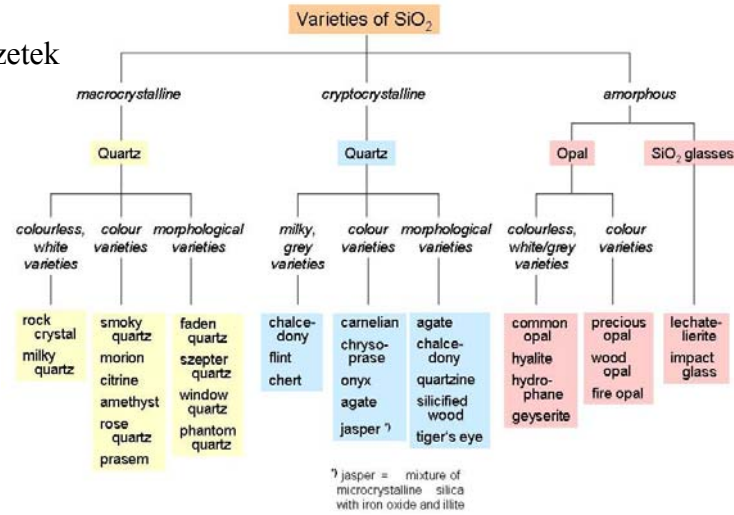 Varieties of SiO2
zetek
macrocrystalline
cryptocrystalline
amorphous
Quartz
Quartz
Opal
SiO2 glasses
colourless,
white
varieties
colour
varieties
morphological
varieties
milky,
grey
varieties
colour
varieties
morphological
varieties
colourless,
white/grey
varieties
colour
varieties
rock
crystal
milky
quartz
smoky
quartz
morion
citrine
amethyst
rose
quartz
prasem
faden
quartz
szepter
quartz
window
quartz
phantom
quartz
chalce-
dony
flint
chert
carnelian
chryso-
prase
onyx
agate
jasper *)
agate
chalce-
dony
quartzine
silicified
wood
tiger's eye
common
opal
hyalite
hydro-
phane
geyserite
precious
opal
wood
opal
fire opal
lechate-
lierite
impact
glass
*) jasper = mixture of
microcrystalline silica
with iron oxide and illite